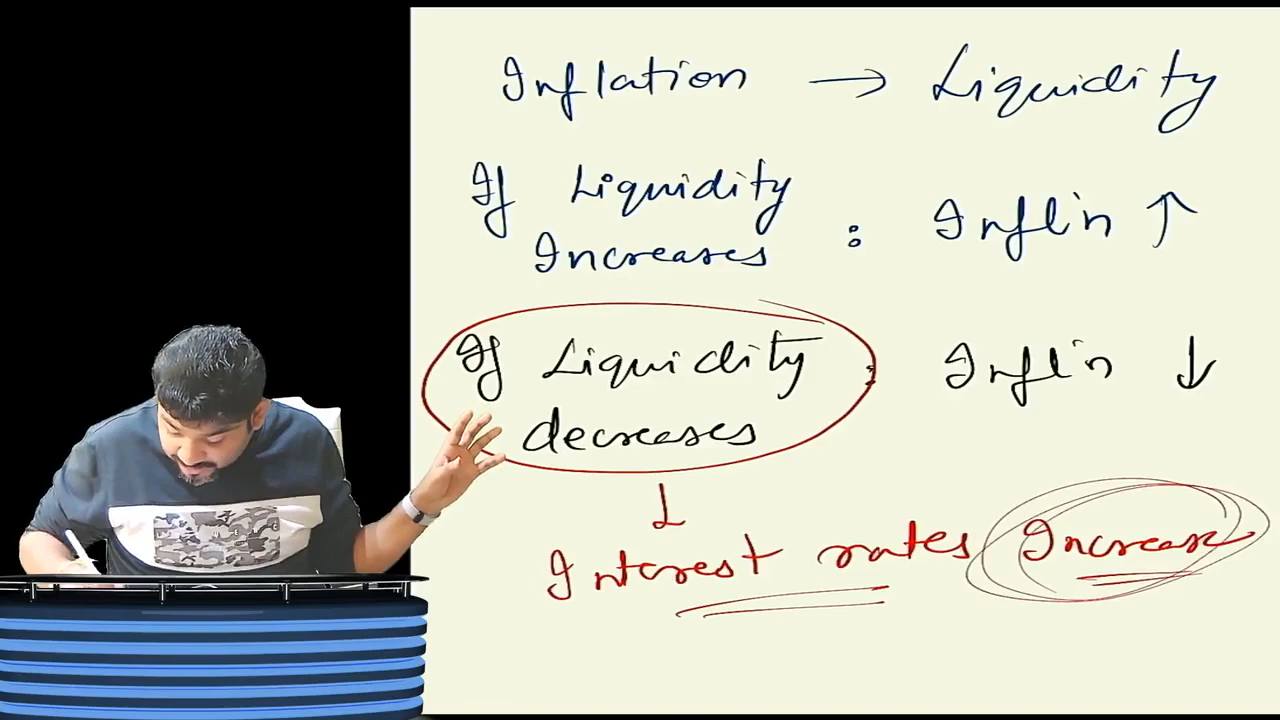 Inflation → Liquidity
If Liquidity Increases : Infl'n ↑
If Liquidity decreases : Infl'n ↓
↓
Interest rates Increase